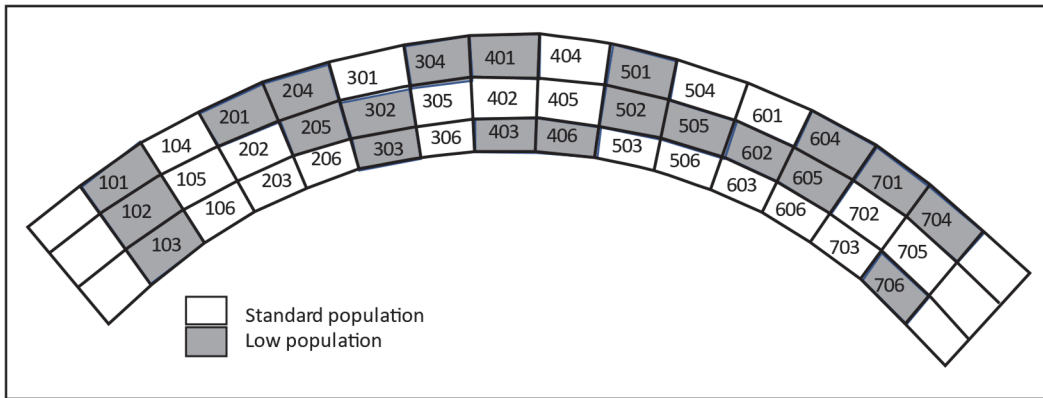 101 104 201 204 301 304 401 404 501 504 601 604 701 704
102 105 202 205 302 305 402 405 502 505 602 605 702 705
103 106 203 206 303 306 403 406 503 506 603 606 703 706
Standard population
Low population